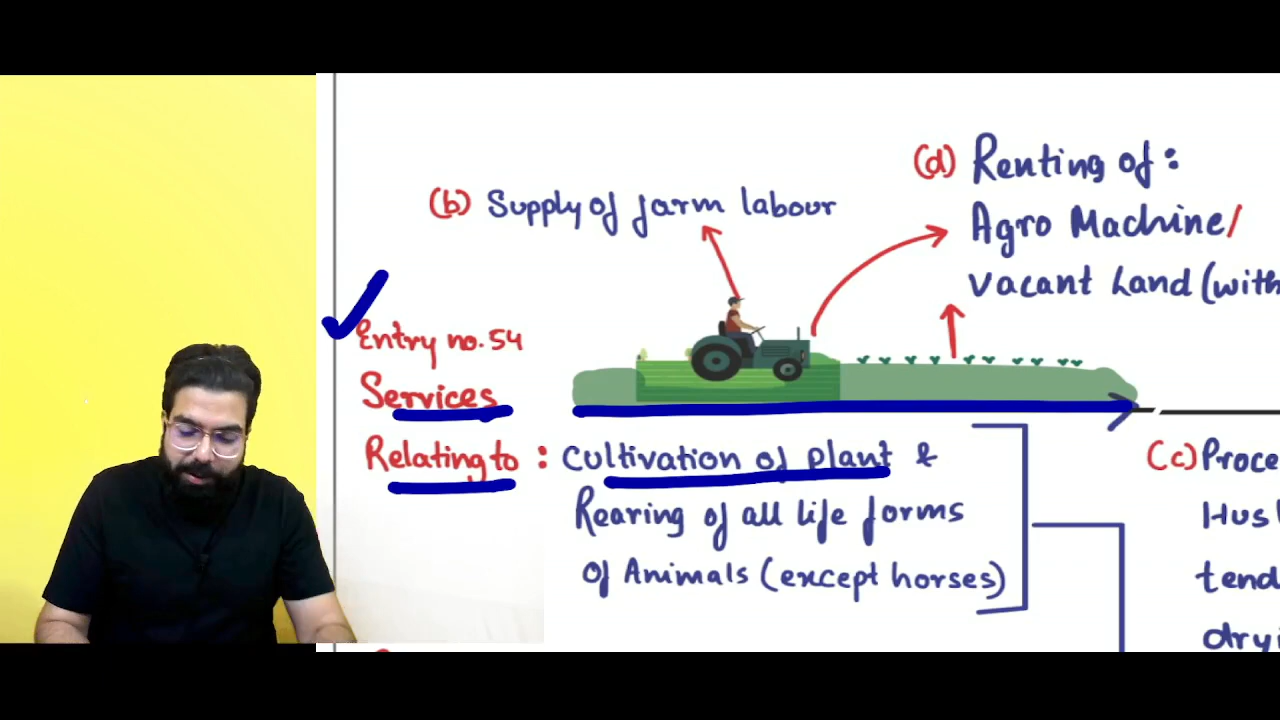 (b) Supply of farm labour
(d) Renting of:
Agro Machine/
vacant Land (with
Entry no. 54
Services
Relating to : Cultivation of plant &
Rearing of all life forms
of Animals (except horses)
(c) Proce
Hus
tend
dryi